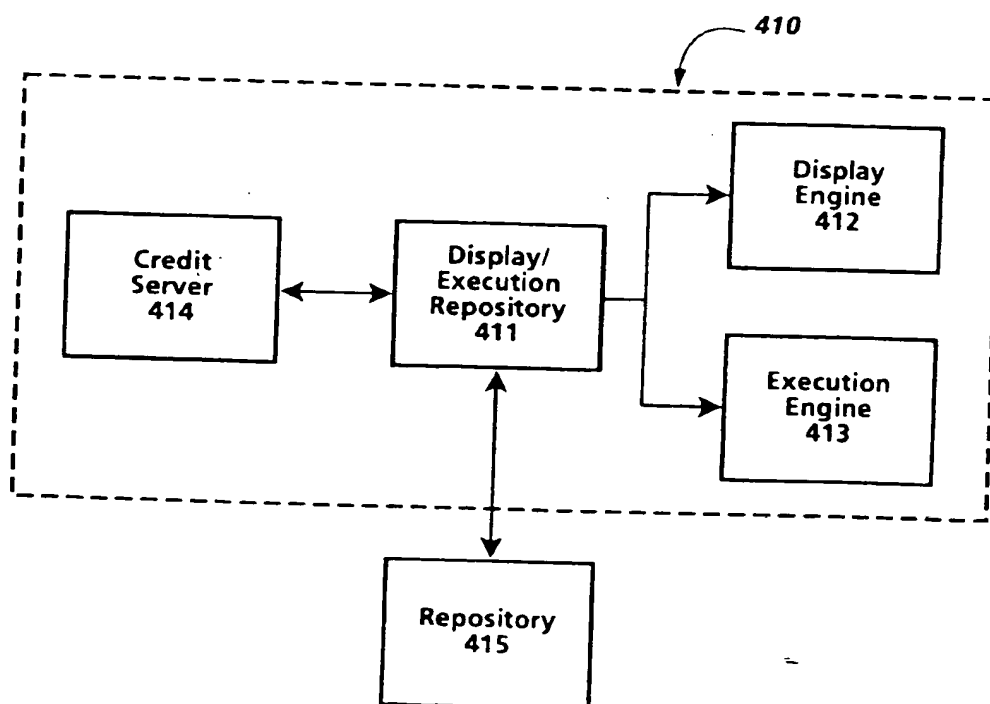 410
Display
Engine
412
Credit
Server
414
Display/
Execution
Repository
411
Execution
Engine
413
Repository
415